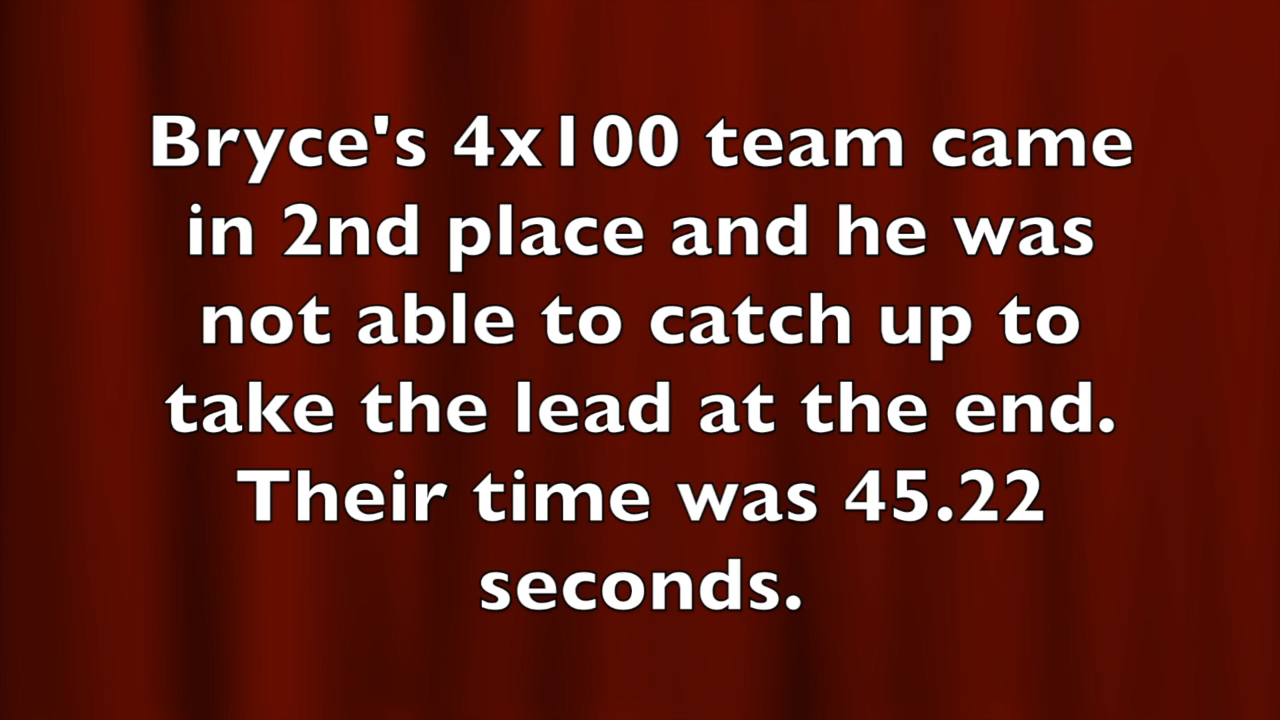 Bryce's 4x100 team came
in 2nd place and he was
not able to catch up to
take the lead at the end.
Their time was 45.22
seconds.